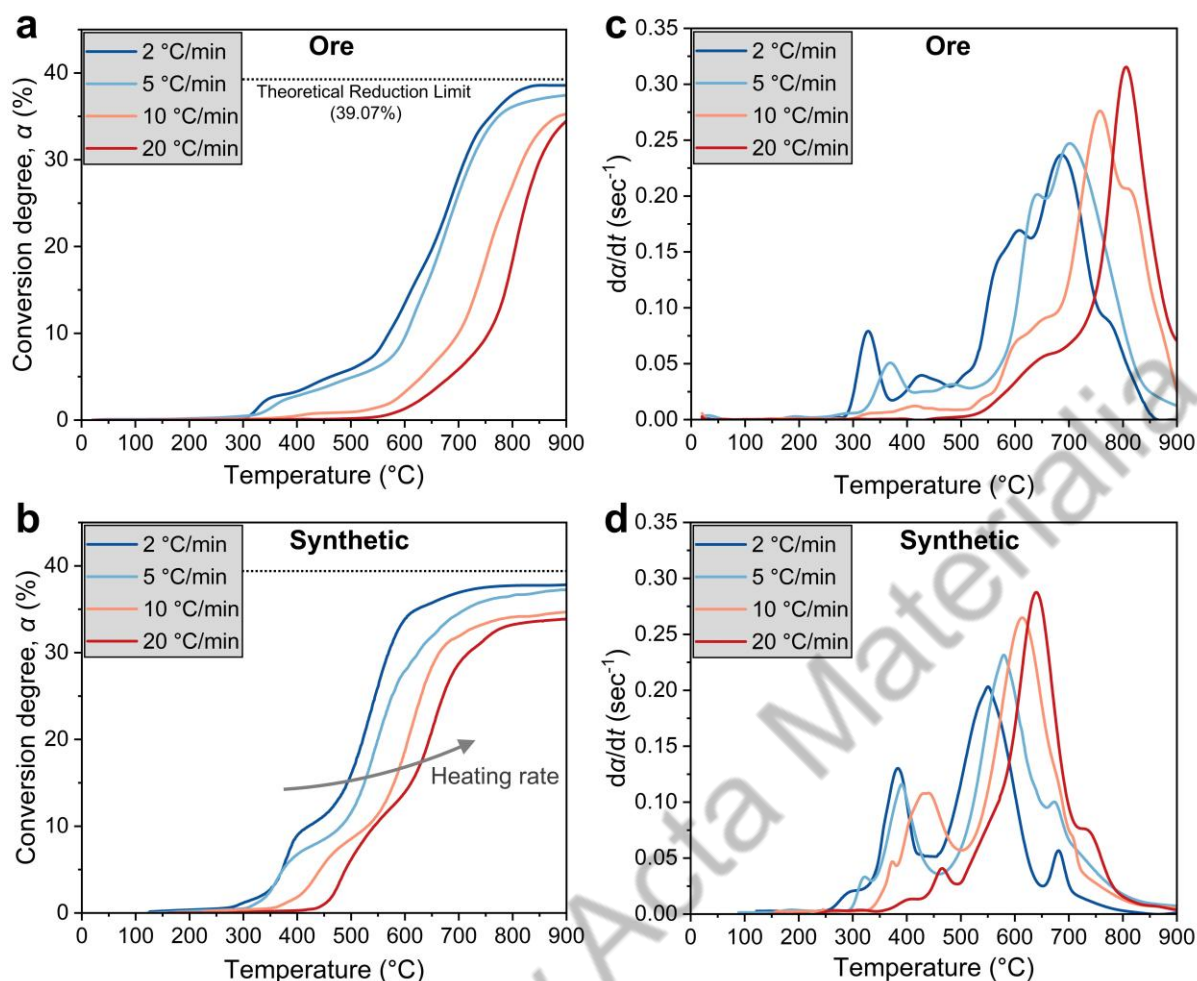 a
Ore
2 °C/min
5 °C/min
10 °C/min
20 °C/min
Theoretical Reduction Limit
(39.07%)
Conversion degree, α (%)
40
30
20
10
0
0 100 200 300 400 500 600 700 800 900
Temperature (°C)
b
Synthetic
2 °C/min
5 °C/min
10 °C/min
20 °C/min
Heating rate
Conversion degree, α (%)
40
30
20
10
0
0 100 200 300 400 500 600 700 800 900
Temperature (°C)
c
Ore
2 °C/min
5 °C/min
10 °C/min
20 °C/min
dα/dt (sec⁻¹)
0.35
0.30
0.25
0.20
0.15
0.10
0.05
0.00
0 100 200 300 400 500 600 700 800 900
Temperature (°C)
d
Synthetic
2 °C/min
5 °C/min
10 °C/min
20 °C/min
dα/dt (sec⁻¹)
0.35
0.30
0.25
0.20
0.15
0.10
0.05
0.00
0 100 200 300 400 500 600 700 800 900
Temperature (°C)
Acta Materialia